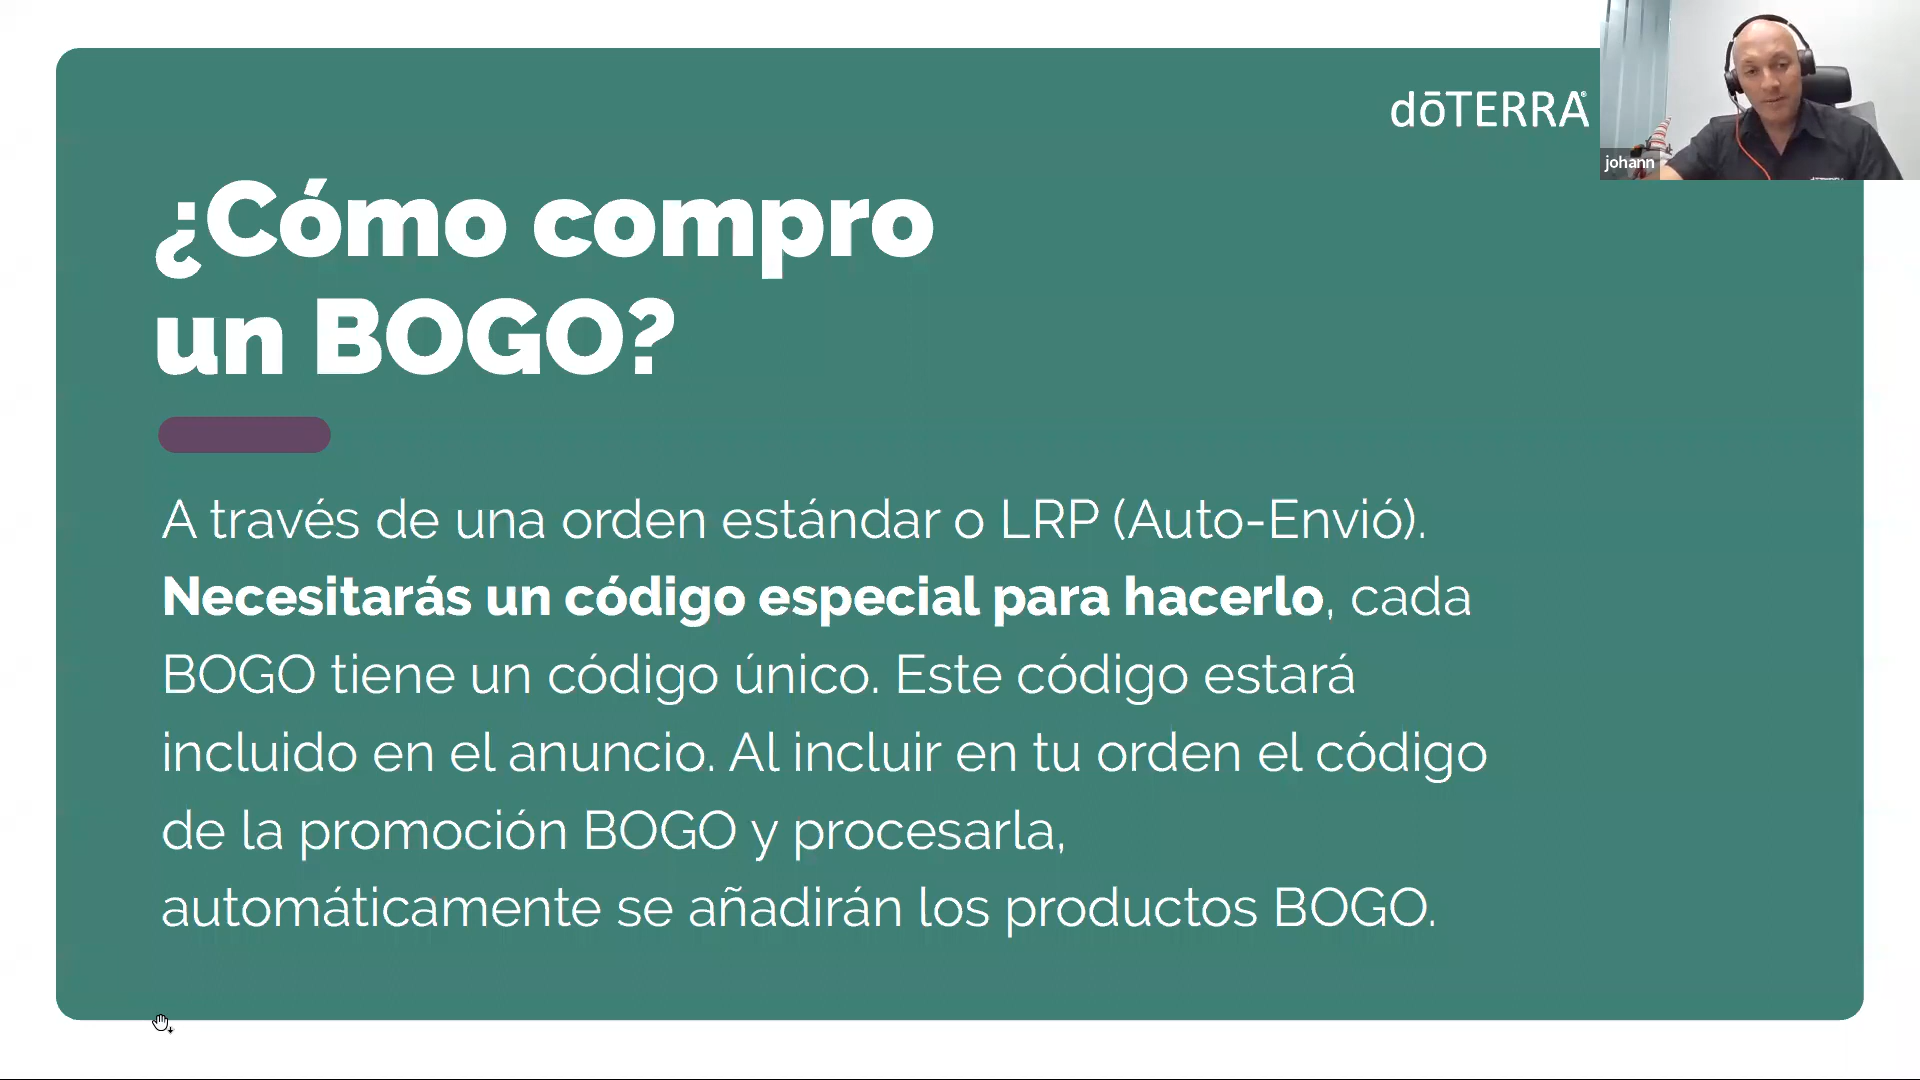 dōTERRA®
johann
¿Cómo compro
un BOGO?
A través de una orden estándar o LRP (Auto-Envió).
Necesitarás un código especial para hacerlo, cada
BOGO tiene un código único. Este código estará
incluido en el anuncio. Al incluir en tu orden el código
de la promoción BOGO y procesarla,
automáticamente se añadirán los productos BOGO.